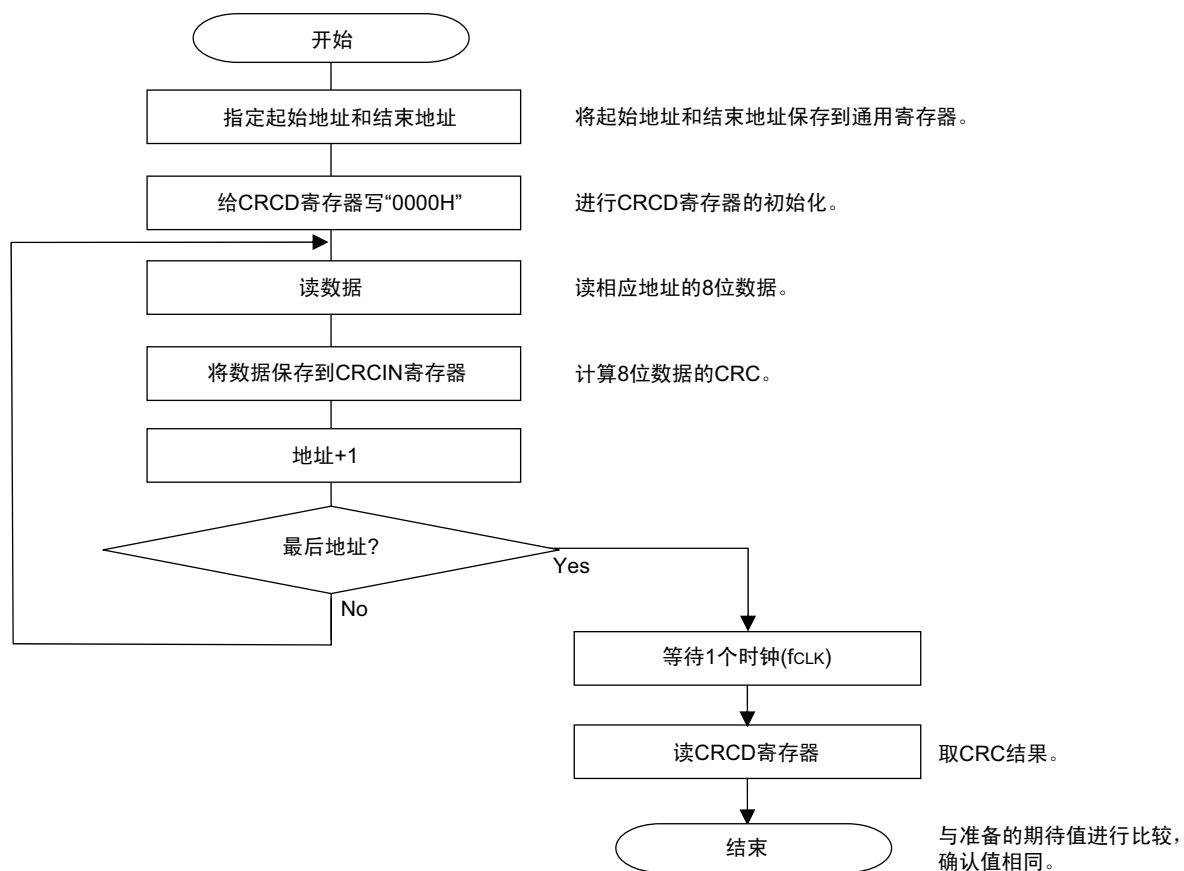 开始
指定起始地址和结束地址
将起始地址和结束地址保存到通用寄存器。
给CRCD寄存器写“0000H”
进行CRCD寄存器的初始化。
读数据
读相应地址的8位数据。
将数据保存到CRCIN寄存器
计算8位数据的CRC。
地址+1
最后地址?
Yes
No
等待1个时钟(fCLK)
读CRCD寄存器
取CRC结果。
结束
与准备的期待值进行比较，
确认值相同。